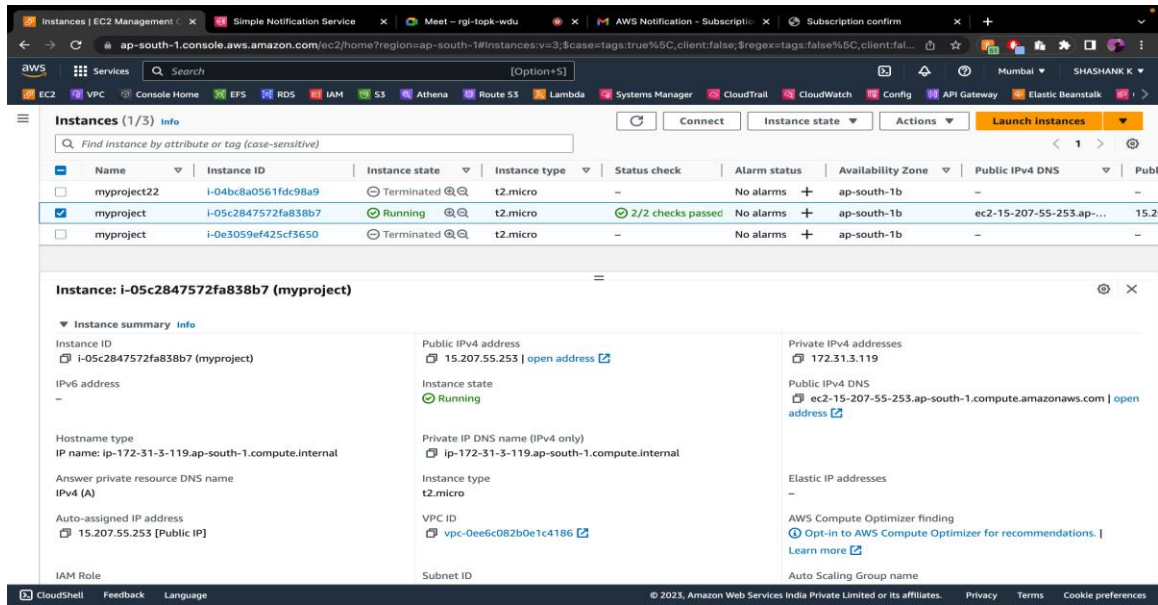 Instances | EC2 Management C
Simple Notification Service
Meet – rgi-topk-wdu
AWS Notification - Subscriptio
Subscription confirm
ap-south-1.console.aws.amazon.com/ec2/home?region=ap-south-1#Instances:v=3;$case=tags:true%5C,client:false;$regex=tags:false%5C,client:fal...
aws Services Search [Option+S] Mumbai SHASHANK K
EC2 VPC Console Home EFS RDS IAM S3 Athena Route 53 Lambda Systems Manager CloudTrail CloudWatch Config API Gateway Elastic Beanstalk
Instances (1/3) Info Connect Instance state Actions Launch instances
Find instance by attribute or tag (case-sensitive) 1
Name Instance ID Instance state Instance type Status check Alarm status Availability Zone Public IPv4 DNS Publ
myproject22 i-04bc8a0561fdc98a9 Terminated t2.micro – No alarms + ap-south-1b – –
myproject i-05c2847572fa838b7 Running t2.micro 2/2 checks passed No alarms + ap-south-1b ec2-15-207-55-253.ap-... 15.2
myproject i-0e3059ef425cf3650 Terminated t2.micro – No alarms + ap-south-1b – –
Instance: i-05c2847572fa838b7 (myproject)
Instance summary Info
Instance ID Public IPv4 address Private IPv4 addresses
i-05c2847572fa838b7 (myproject) 15.207.55.253 | open address 172.31.3.119
IPv6 address Instance state Public IPv4 DNS
– Running ec2-15-207-55-253.ap-south-1.compute.amazonaws.com | open
address
Hostname type Private IP DNS name (IPv4 only)
IP name: ip-172-31-3-119.ap-south-1.compute.internal ip-172-31-3-119.ap-south-1.compute.internal
Answer private resource DNS name Instance type Elastic IP addresses
IPv4 (A) t2.micro –
Auto-assigned IP address VPC ID AWS Compute Optimizer finding
15.207.55.253 [Public IP] vpc-0ee6c082b0e1c4186 Opt-in to AWS Compute Optimizer for recommendations. |
Learn more
IAM Role Subnet ID Auto Scaling Group name
CloudShell Feedback Language © 2023, Amazon Web Services India Private Limited or its affiliates. Privacy Terms Cookie preferences